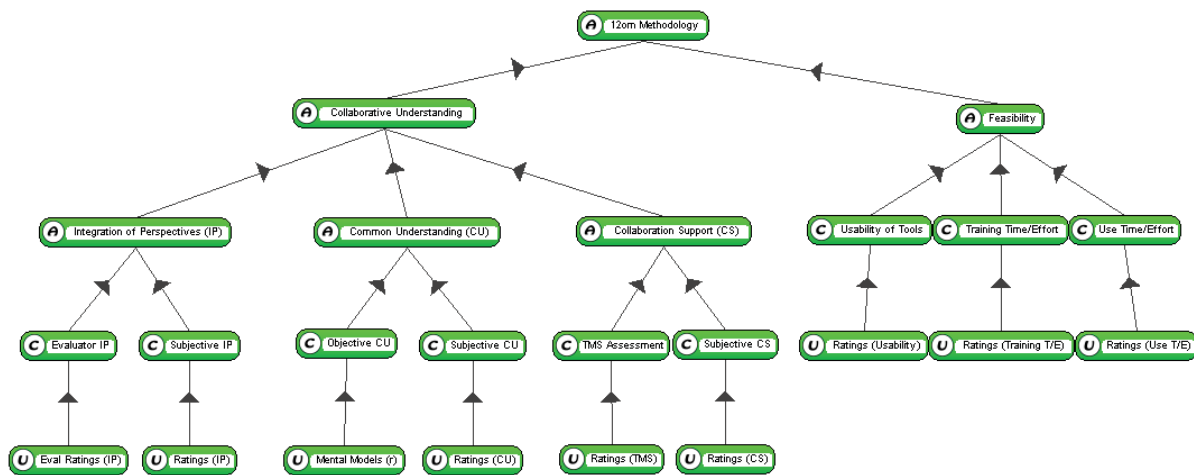 A 12orn Methodology
A Collaborative Understanding
A Feasibility
A Integration of Perspectives (IP)
A Common Understanding (CU)
A Collaboration Support (CS)
C Usability of Tools
C Training Time/Effort
C Use Time/Effort
C Evaluator IP
C Subjective IP
C Objective CU
C Subjective CU
C TMS Assessment
C Subjective CS
U Ratings (Usability)
U Ratings (Training T/E)
U Ratings (Use T/E)
U Eval Ratings (IP)
U Ratings (IP)
U Mental Models (r)
U Ratings (CU)
U Ratings (TMS)
U Ratings (CS)